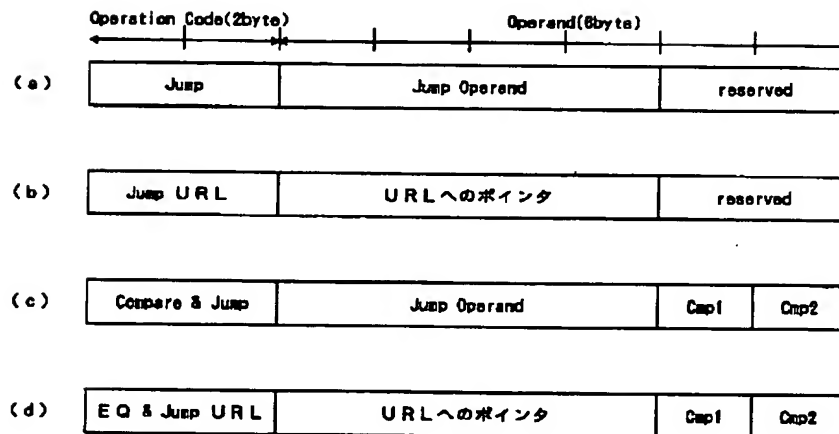 Operation Code(2byte) Operand(6byte)
(a) Jump Jump Operand reserved
(b) Jump URL URLへのポインタ reserved
(c) Compare & Jump Jump Operand Cmp1 Cmp2
(d) EQ & Jump URL URLへのポインタ Cmp1 Cmp2